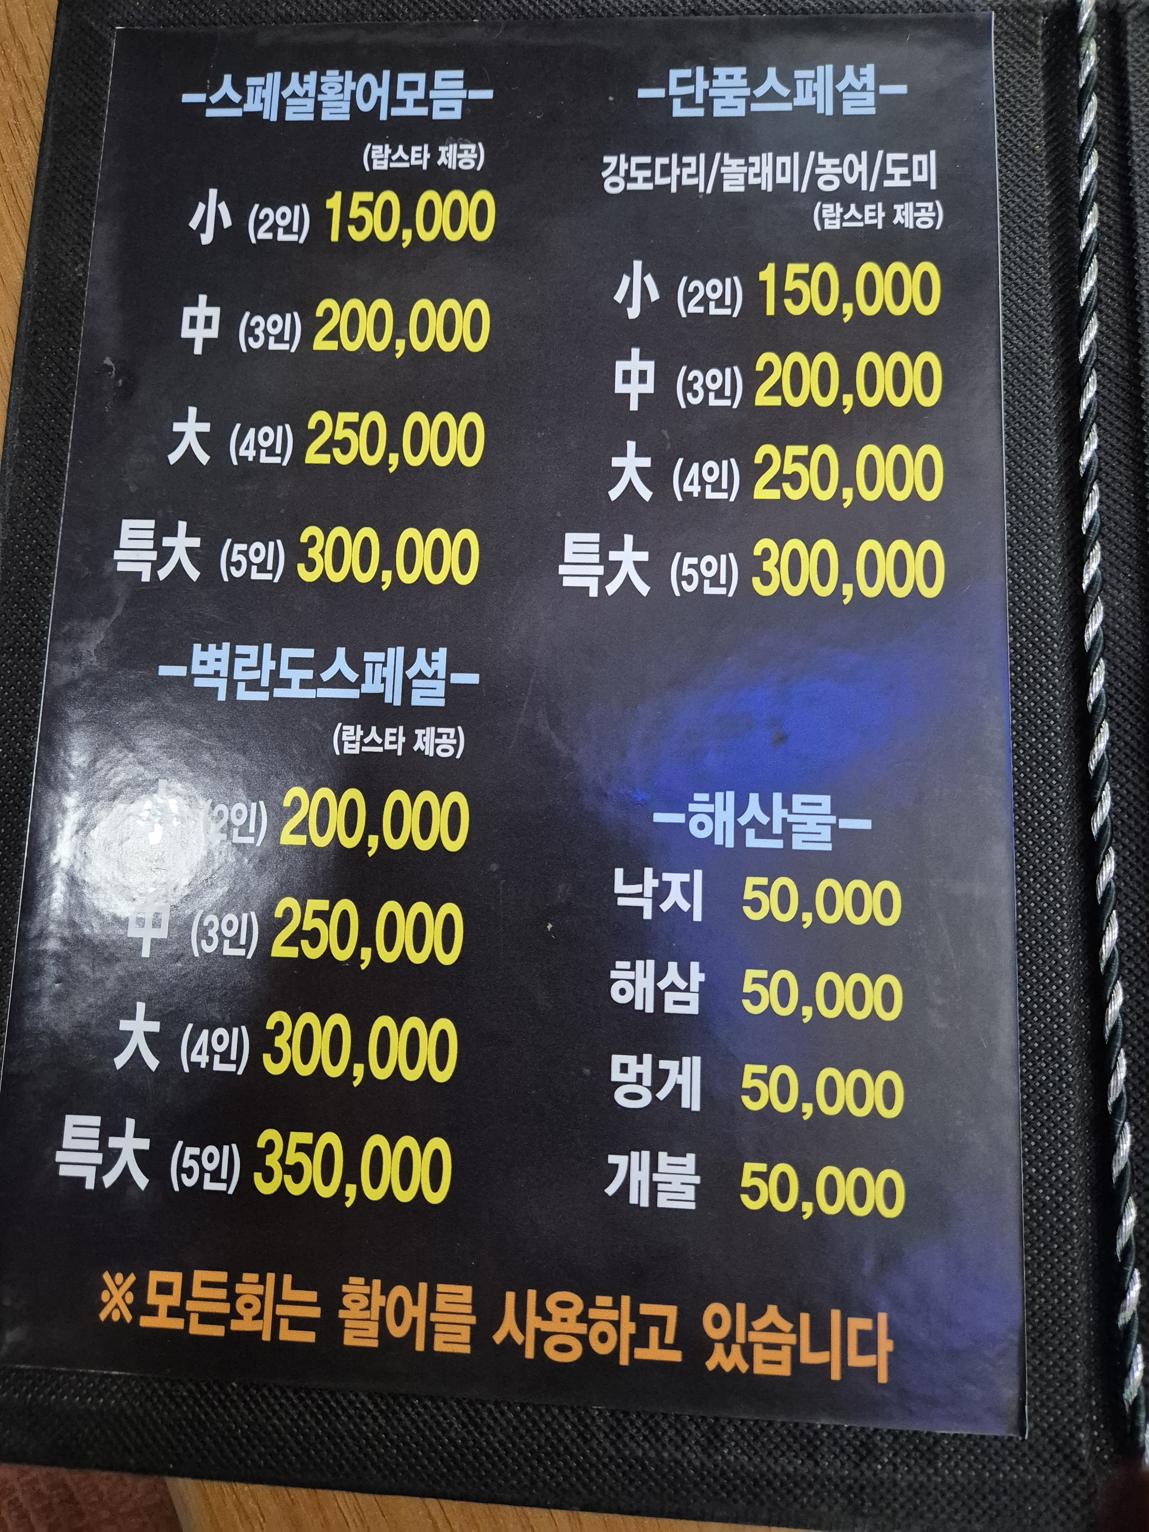 -스페셜활어모듬-
(랍스타 제공)
小 (2인) 150,000
中 (3인) 200,000
大 (4인) 250,000
특大 (5인) 300,000
-벽란도스페셜-
(랍스타 제공)
(2인) 200,000
中 (3인) 250,000
大 (4인) 300,000
특大 (5인) 350,000
-단품스페셜-
강도다리/놀래미/농어/도미
(랍스타 제공)
小 (2인) 150,000
中 (3인) 200,000
大 (4인) 250,000
특大 (5인) 300,000
-해산물-
낙지 50,000
해삼 50,000
멍게 50,000
개불 50,000
※모든회는 활어를 사용하고 있습니다